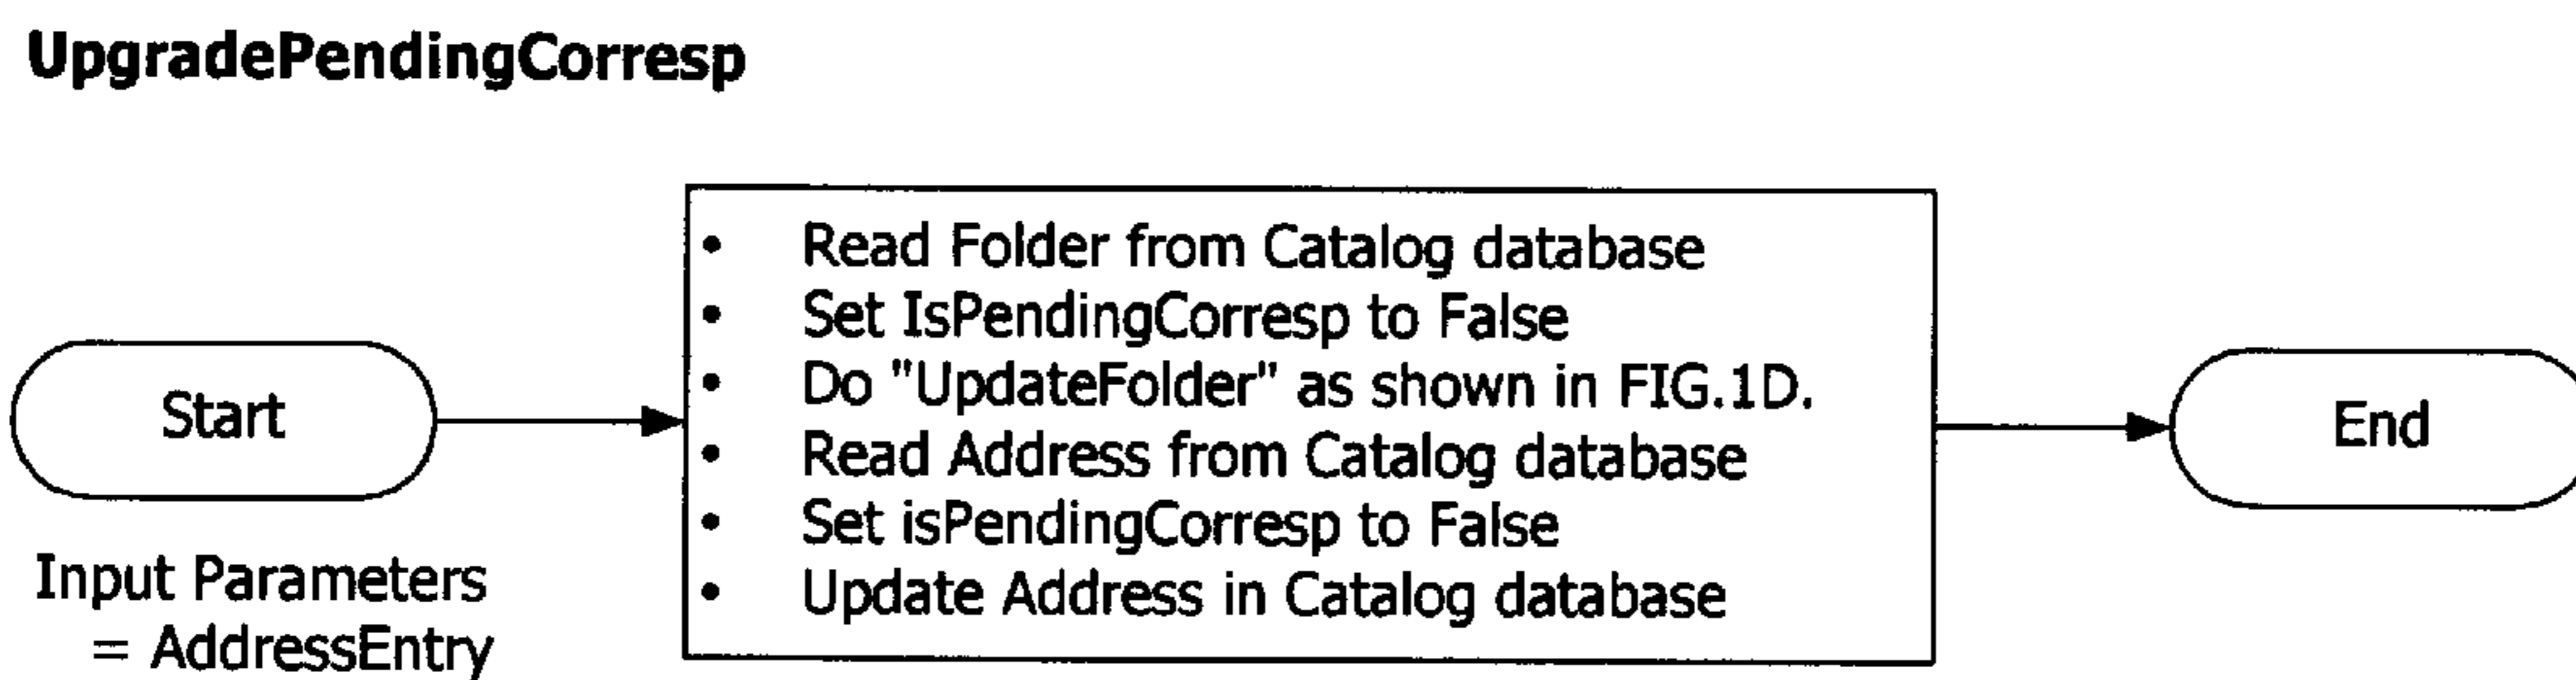 UpgradePendingCorresp
• Read Folder from Catalog database
• Set IsPendingCorresp to False
• Do "UpdateFolder" as shown in FIG.1D.
• Read Address from Catalog database
• Set isPendingCorresp to False
• Update Address in Catalog database
Start
End
Input Parameters
= AddressEntry